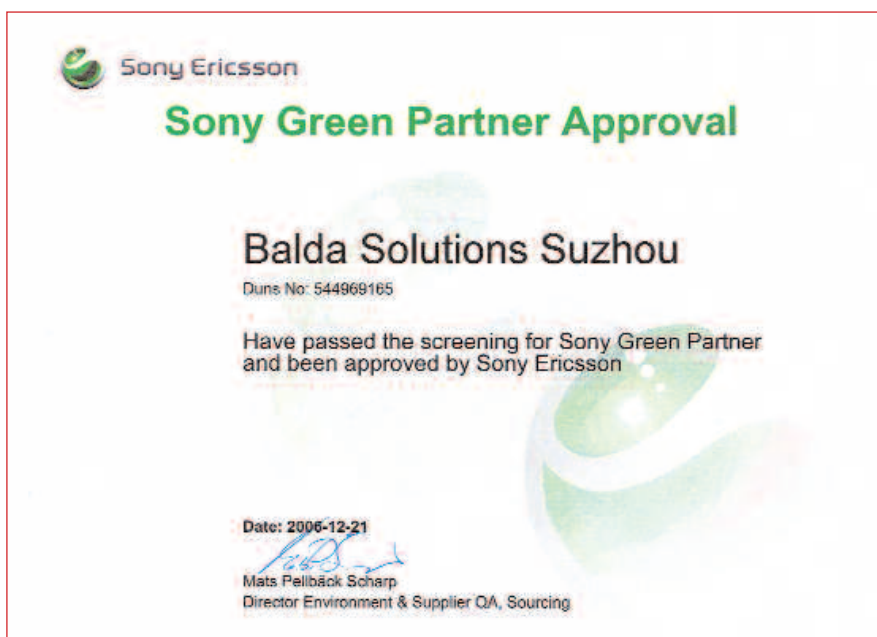 Sony Ericsson
Sony Green Partner Approval
Balda Solutions Suzhou
Duns No: 544969165
Have passed the screening for Sony Green Partner
and been approved by Sony Ericsson
Date: 2006-12-21
Mats Pellbäck Scharp
Director Environment & Supplier QA, Sourcing